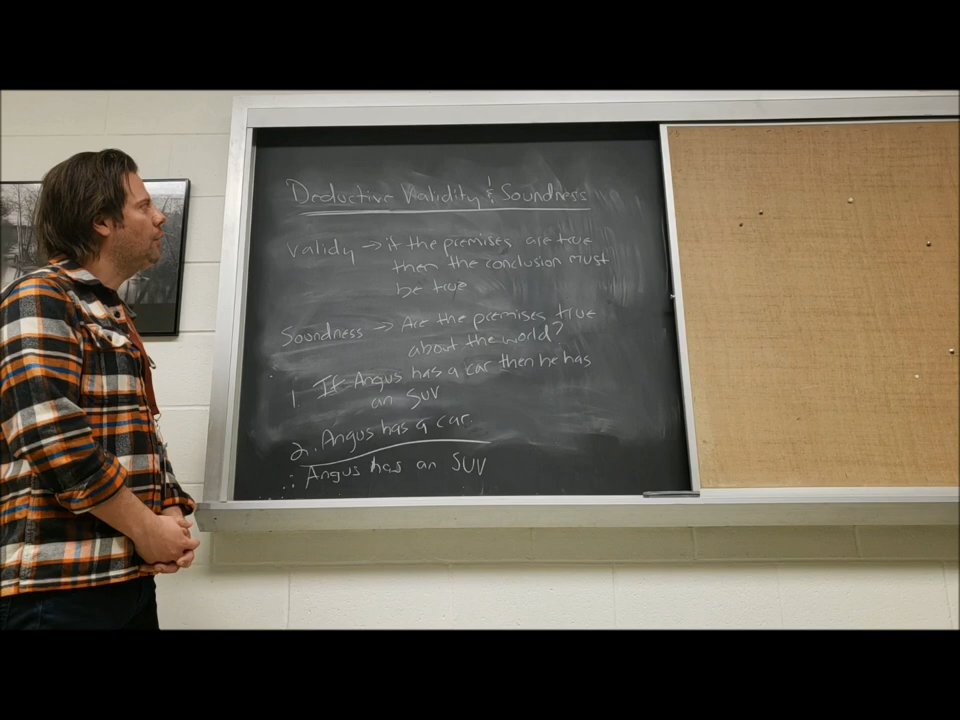 Deductive Validity & Soundness
Validy → if the premises are true
then the conclusion must
be true
Soundness → Are the premises true
about the world?
1. If Angus has a car then he has
an SUV
2. Angus has a car.
∴ Angus has an SUV